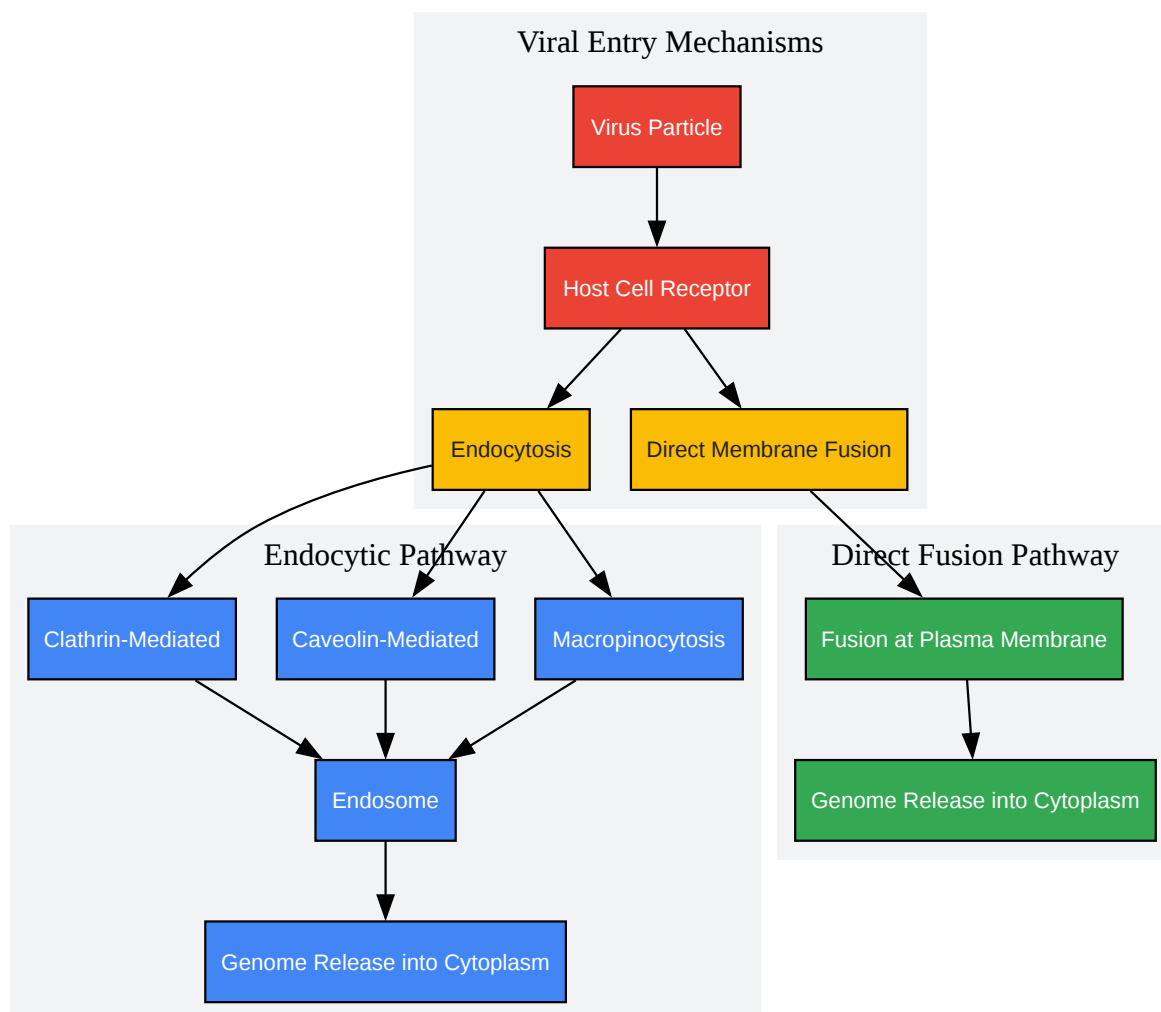 Viral Entry Mechanisms
Virus Particle
Host Cell Receptor
Endocytosis
Direct Membrane Fusion
Endocytic Pathway
Clathrin-Mediated
Caveolin-Mediated
Macropinocytosis
Endosome
Genome Release into Cytoplasm
Direct Fusion Pathway
Fusion at Plasma Membrane
Genome Release into Cytoplasm